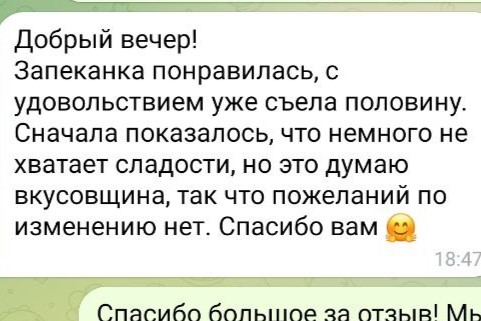 Добрый вечер!
Запеканка понравилась, с
удовольствием уже съела половину.
Сначала показалось, что немного не
хватает сладости, но это думаю
вкусовщина, так что пожеланий по
изменению нет. Спасибо вам 🤗
18:47
Спасибо большое за отзыв! Мы